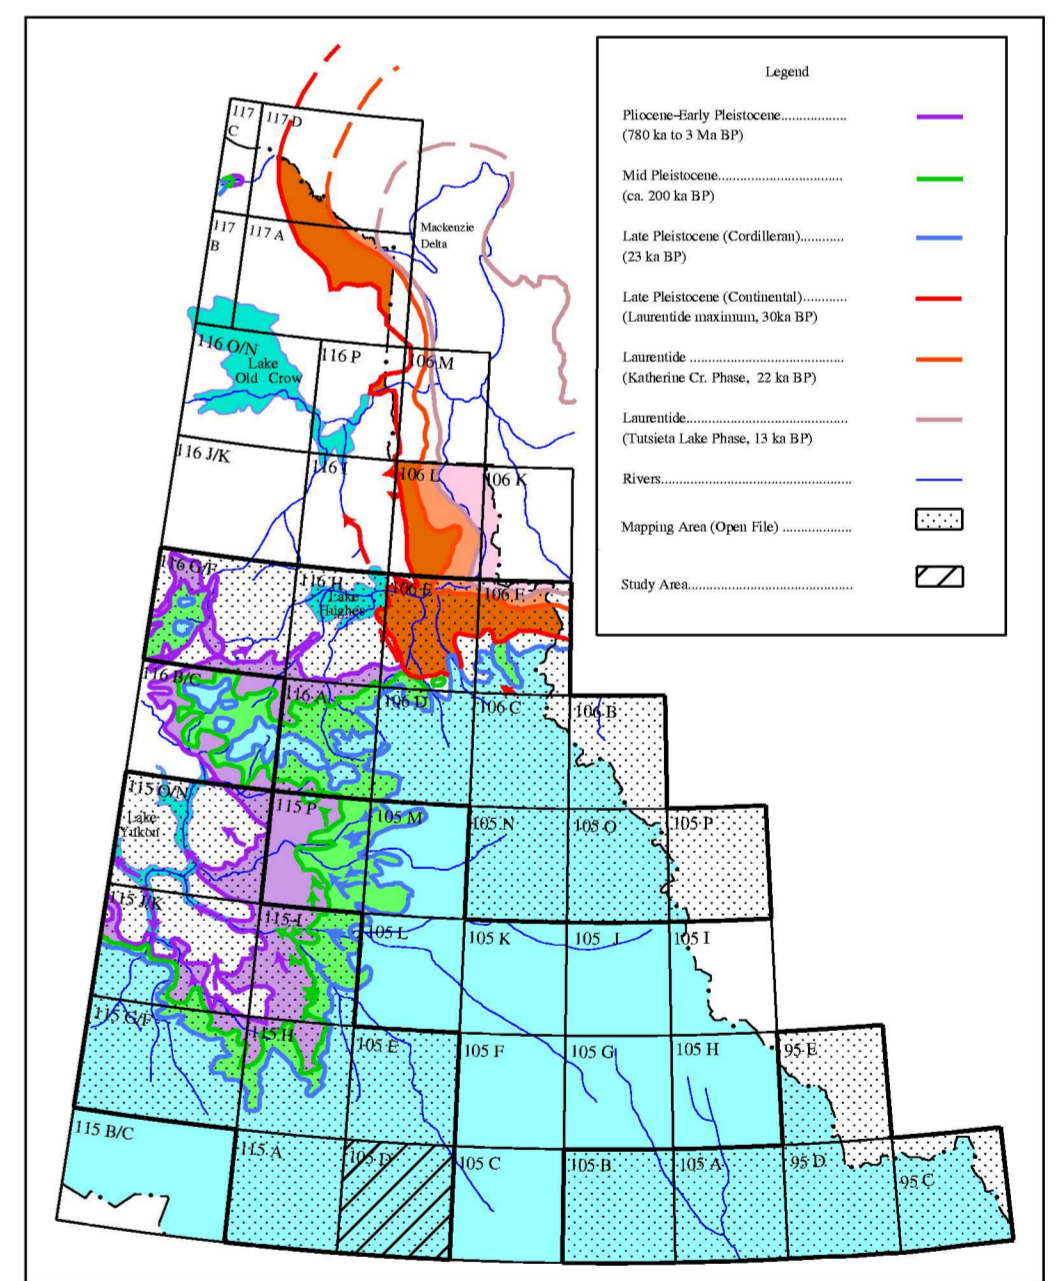 Legend
Pliocene-Early Pleistocene..................
(780 ka to 3 Ma BP)
Mid Pleistocene..................................
(ca. 200 ka BP)
Late Pleistocene (Cordilleran)............
(23 ka BP)
Late Pleistocene (Continental)............
(Laurentide maximum, 30ka BP)
Laurentide ..........................................
(Katherine Cr. Phase, 22 ka BP)
Laurentide.............................................
(Tutsieta Lake Phase, 13 ka BP)
Rivers....................................................
Mapping Area (Open File) ...................
Study Area.............................................
117 C
117 D
117 B
117 A
Mackenzie
Delta
116 O/N
Lake
Old Crow
116 P
106 M
116 J/K
116 I
106 L
106 K
116 G/F
116 H
Lake
Hughes
106 E
106 F
116 B/C
116 A
106 D
106 C
106 B
115 O/N
Lake
Yukon
115 P
105 M
105 N
105 O
105 P
115 J/K
115 I
105 L
105 K
105 J
105 I
115 G/F
115 H
105 E
105 F
105 G
105 H
95 E
115 B/C
115 A
105 D
105 C
105 B
105 A
95 D
95 C